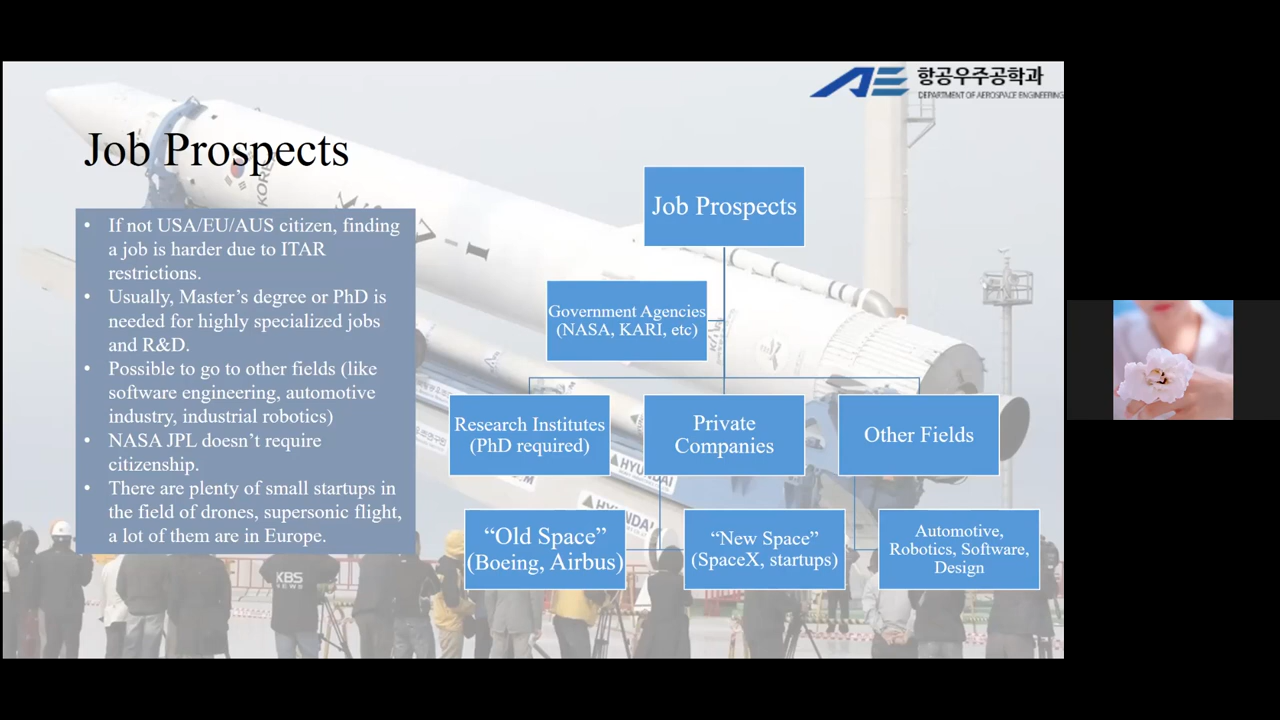 항공우주공학과
DEPARTMENT OF AEROSPACE ENGINEERING
Job Prospects
• If not USA/EU/AUS citizen, finding
a job is harder due to ITAR
restrictions.
• Usually, Master’s degree or PhD is
needed for highly specialized jobs
and R&D.
• Possible to go to other fields (like
software engineering, automotive
industry, industrial robotics)
• NASA JPL doesn’t require
citizenship.
• There are plenty of small startups in
the field of drones, supersonic flight,
a lot of them are in Europe.
Job Prospects
Government Agencies
(NASA, KARI, etc)
Research Institutes
(PhD required)
Private
Companies
Other Fields
“Old Space”
(Boeing, Airbus)
“New Space”
(SpaceX, startups)
Automotive,
Robotics, Software,
Design
KOREA
HYUNDAI
HYUNDAI
KBS
NEWS